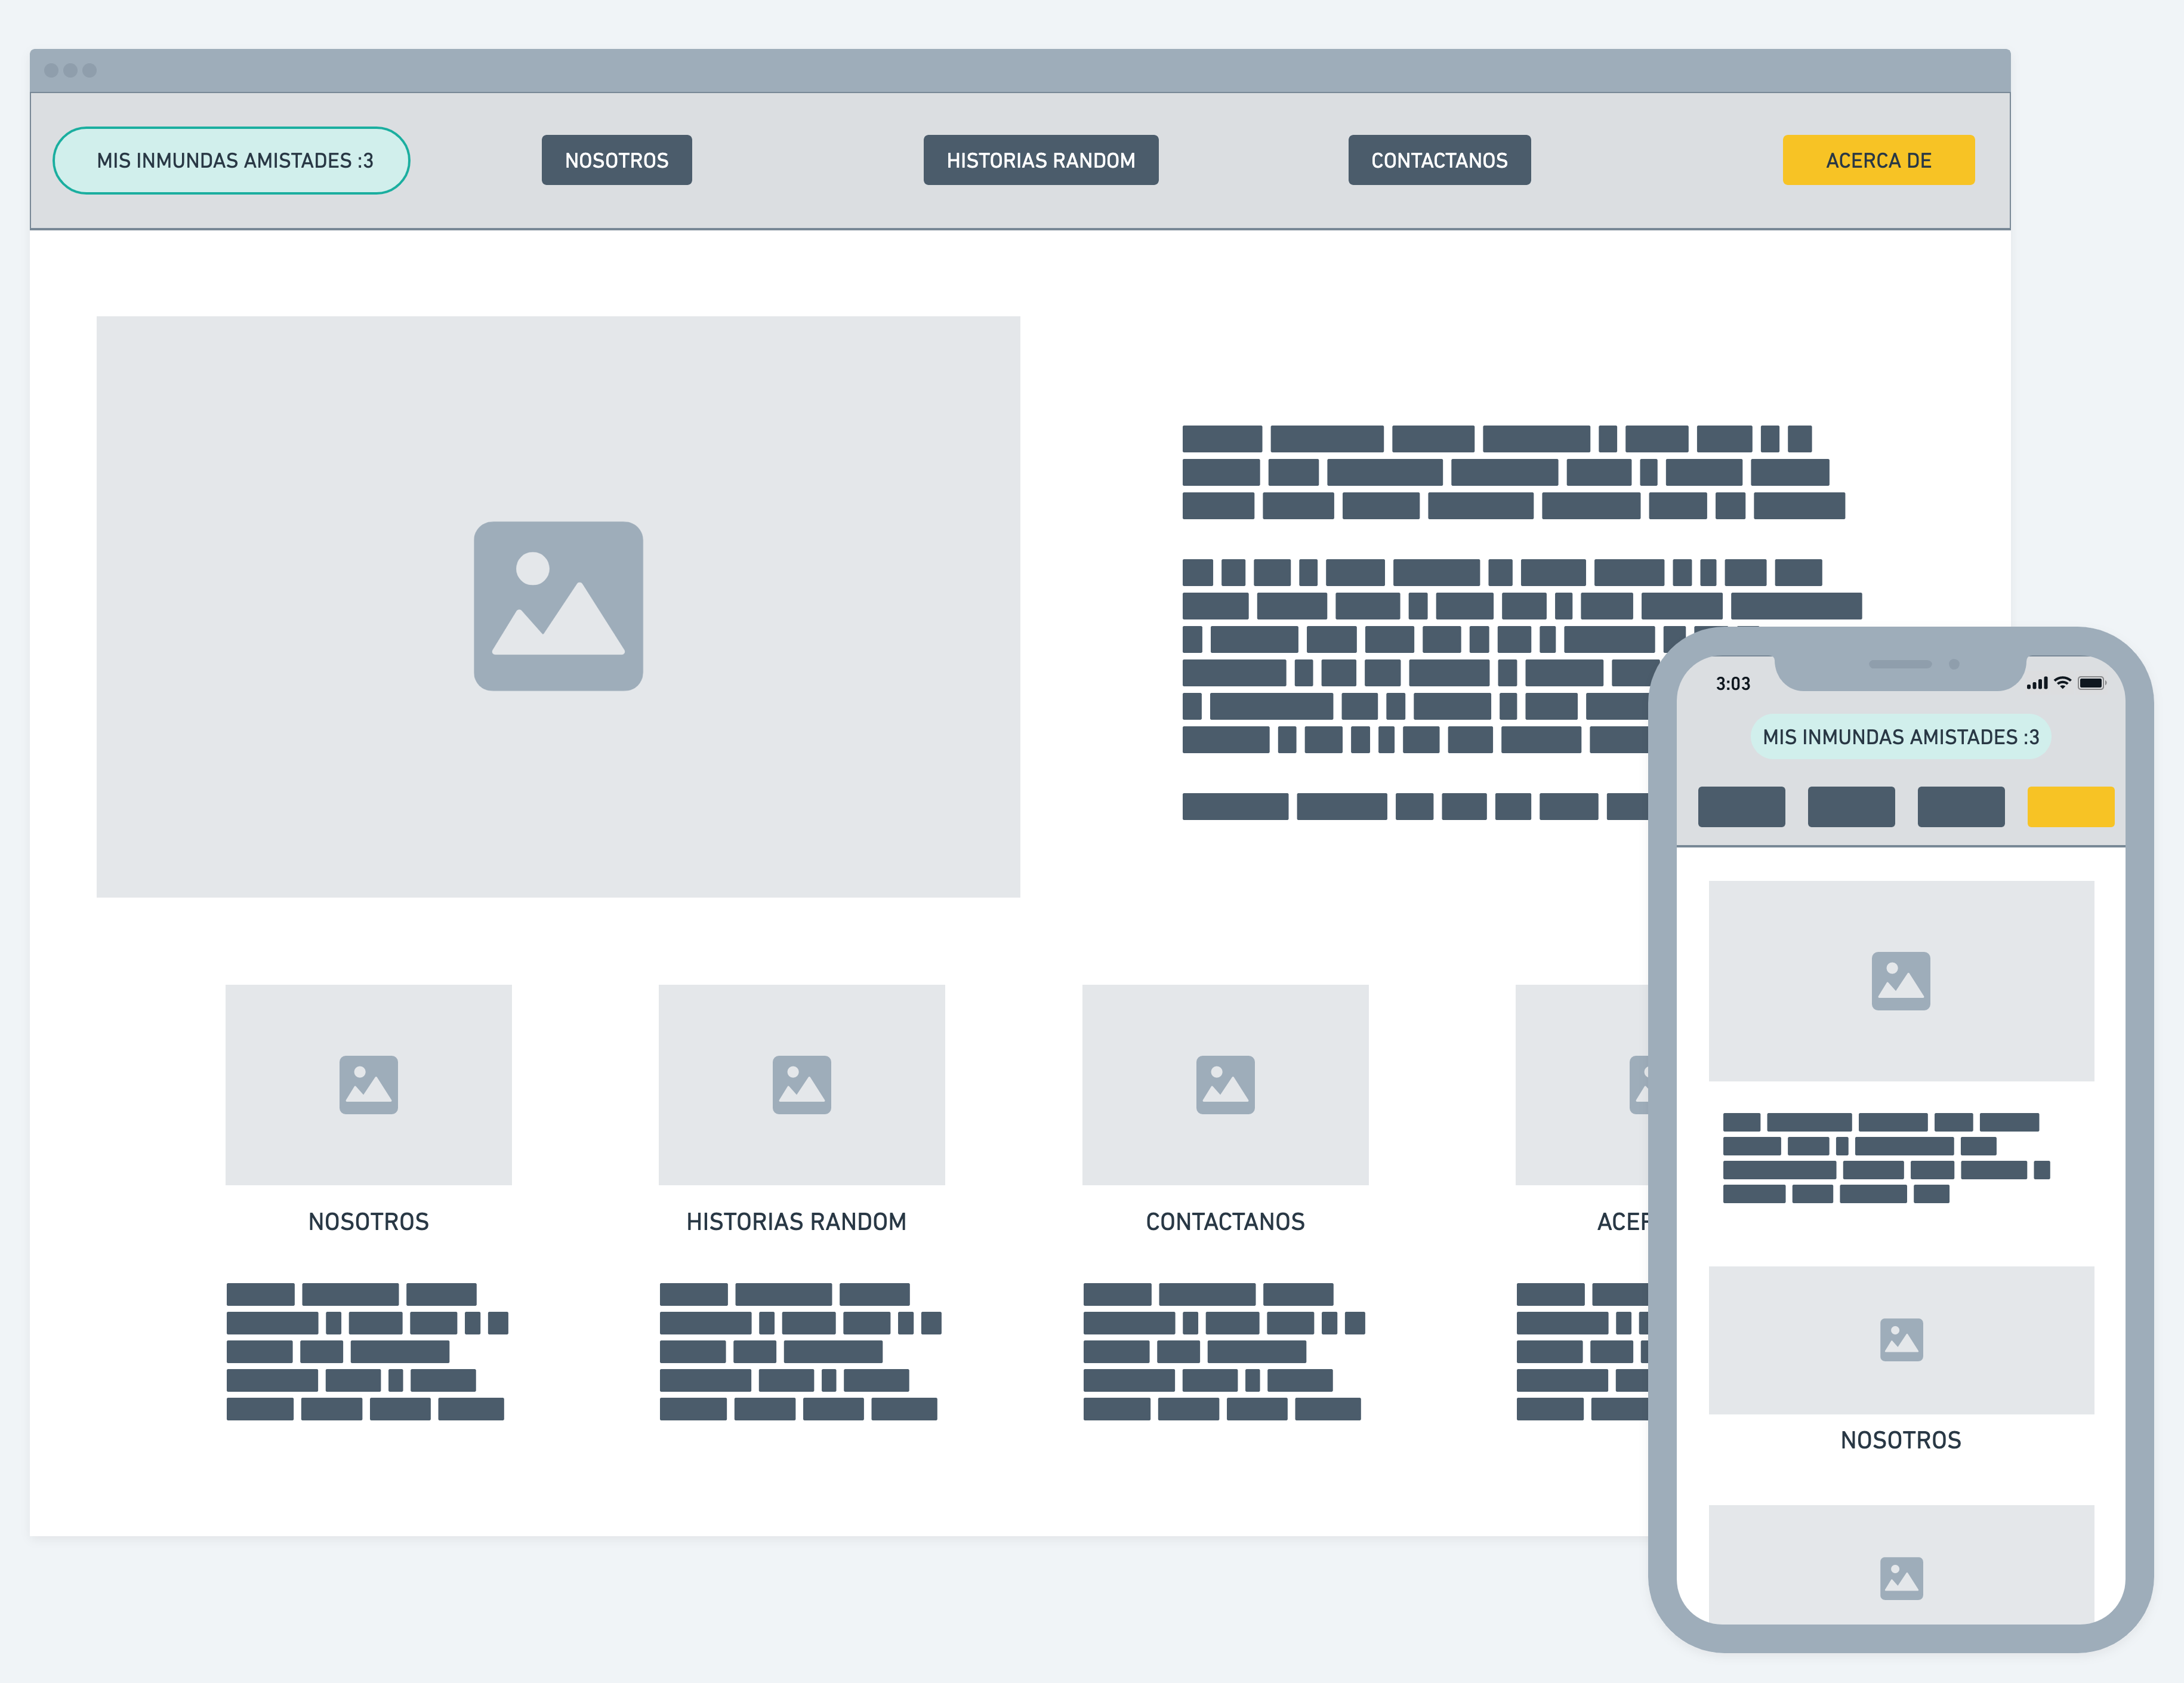 MIS INMUNDAS AMISTADES :3
NOSOTROS
HISTORIAS RANDOM
CONTACTANOS
ACERCA DE
NOSOTROS
HISTORIAS RANDOM
CONTACTANOS
3:03
MIS INMUNDAS AMISTADES :3
NOSOTROS